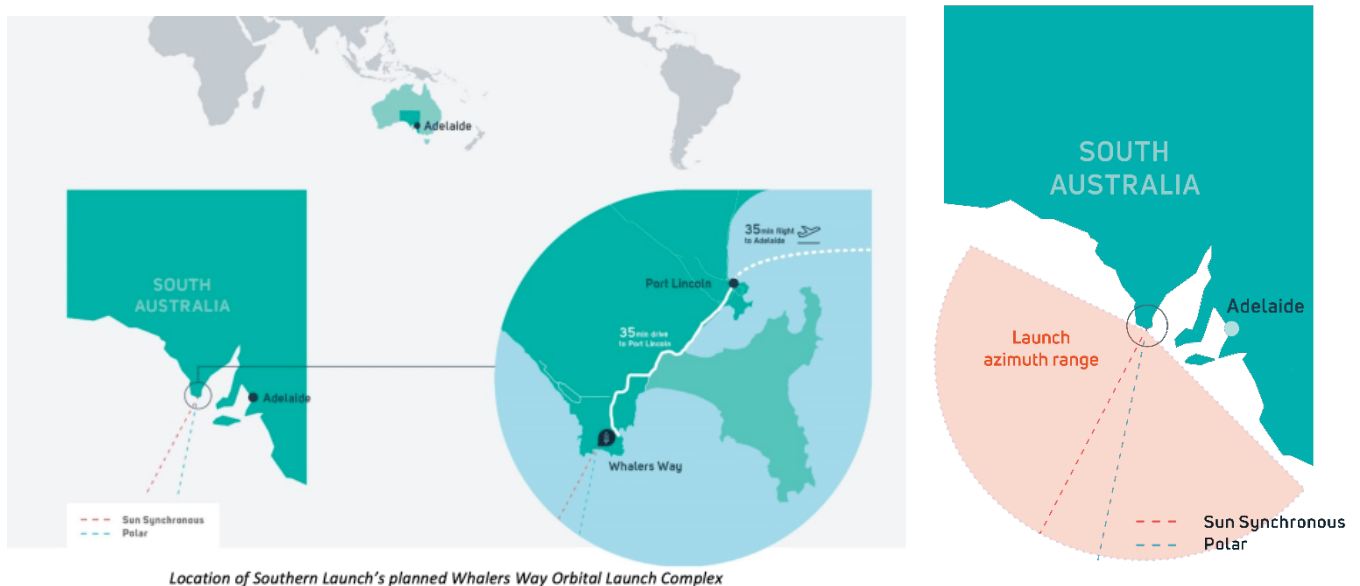 Adelaide
SOUTH
AUSTRALIA
Adelaide
Sun Synchronous
Polar
35min flight
to Adelaide
Port Lincoln
35min drive
to Port Lincoln
Whalers Way
Location of Southern Launch's planned Whalers Way Orbital Launch Complex
SOUTH
AUSTRALIA
Adelaide
Launch
azimuth range
Sun Synchronous
Polar